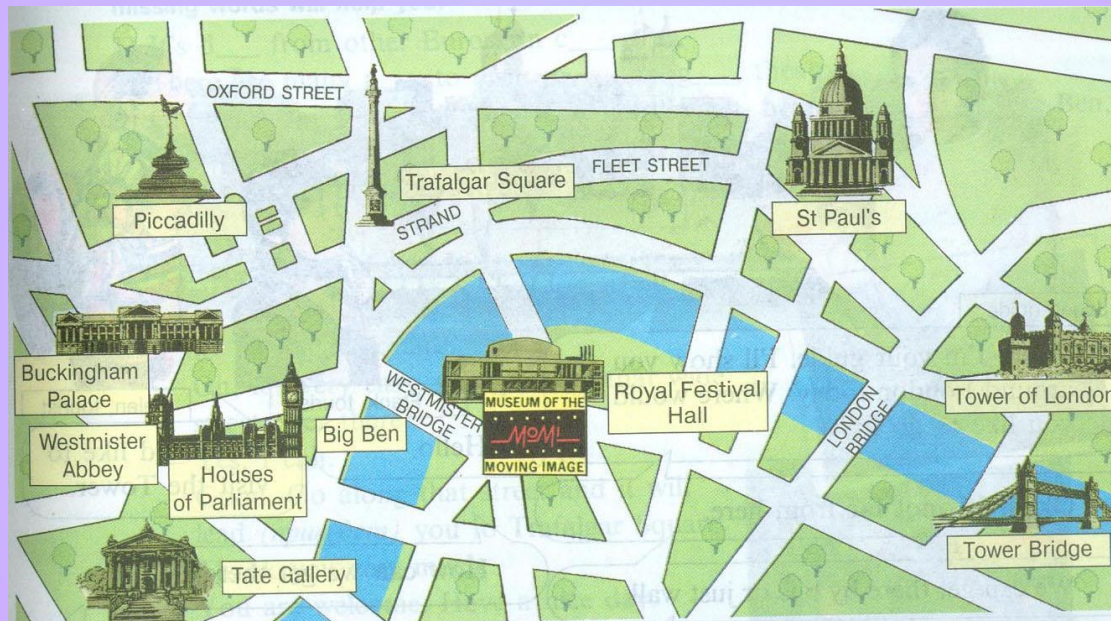 OXFORD STREET
Piccadilly
Trafalgar Square
FLEET STREET
STRAND
St Paul's
Buckingham
Palace
Westmister
Abbey
Houses
of Parliament
Big Ben
WESTMISTER
BRIDGE
MUSEUM OF THE
MOMI
MOVING IMAGE
Royal Festival
Hall
LONDON
BRIDGE
Tower of London
Tower Bridge
Tate Gallery